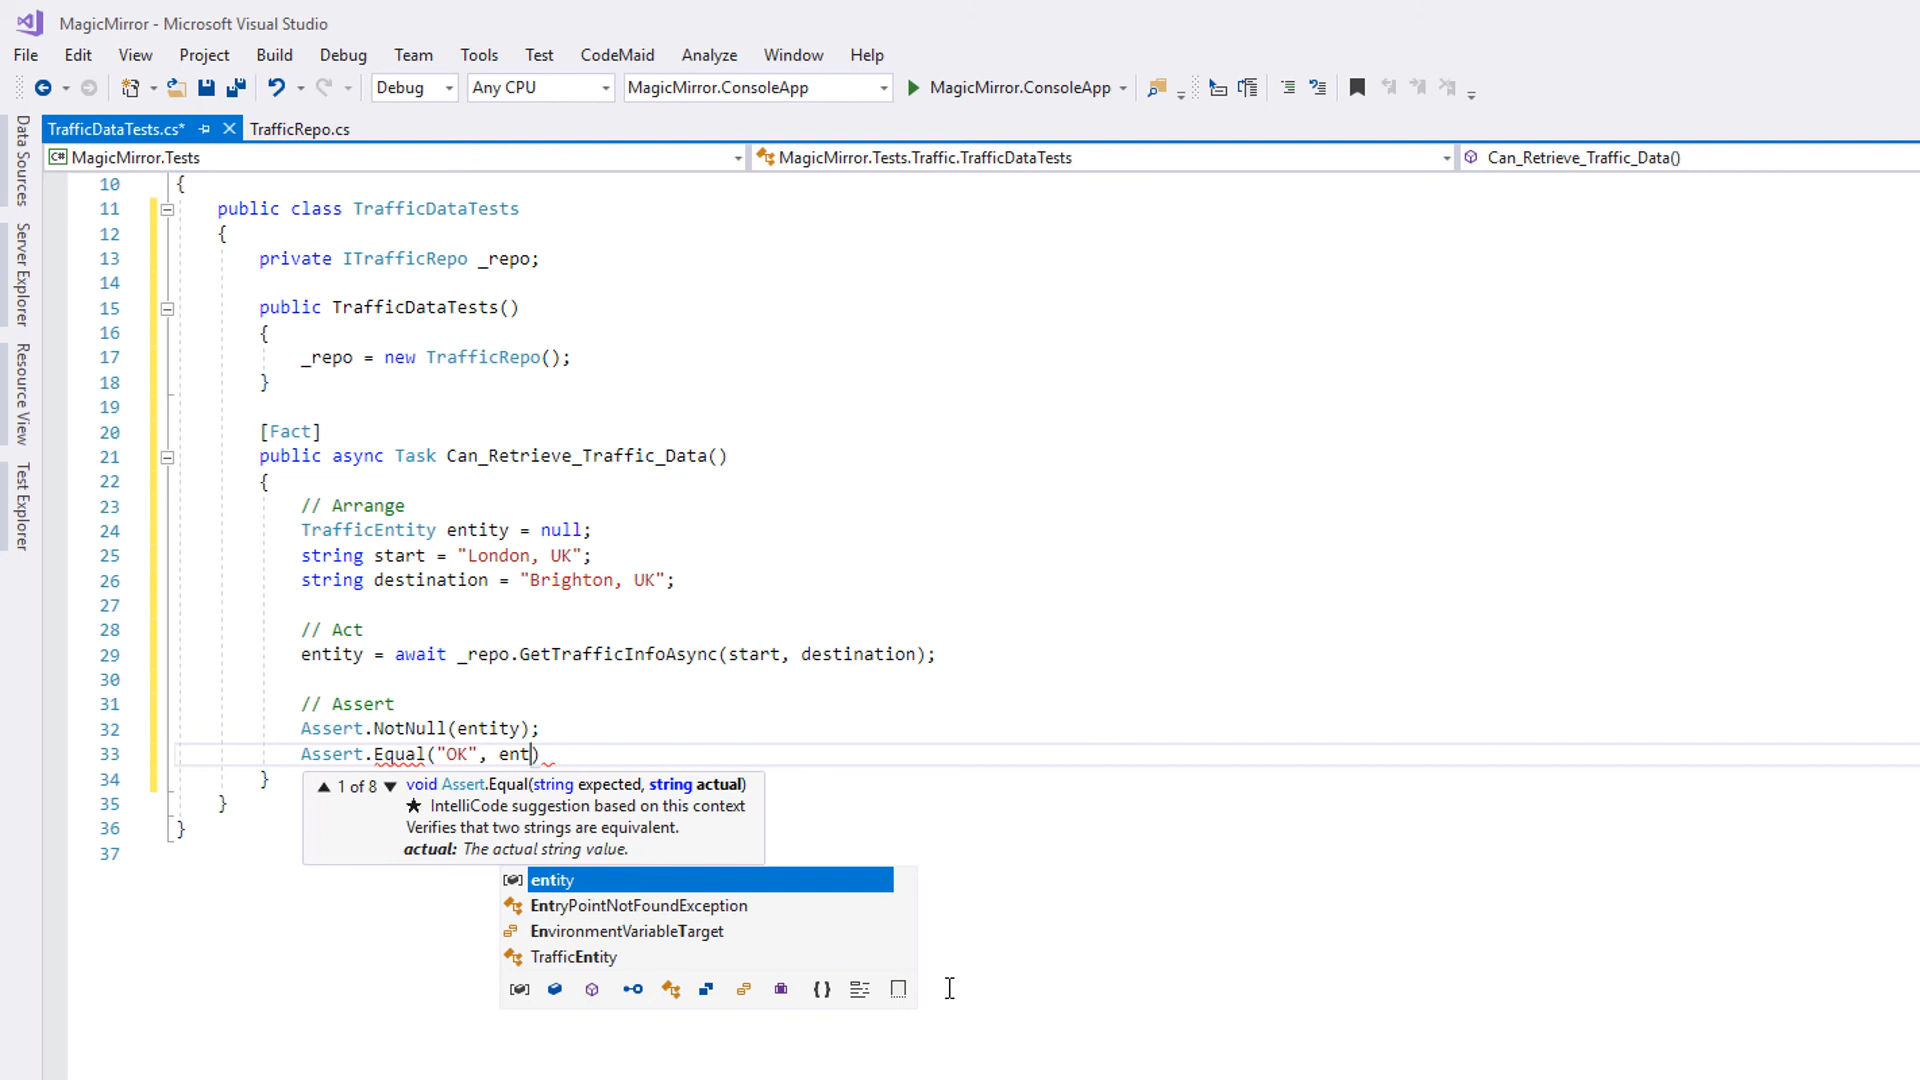 MagicMirror - Microsoft Visual Studio
File Edit View Project Build Debug Team Tools Test CodeMaid Analyze Window Help
Debug Any CPU MagicMirror.ConsoleApp MagicMirror.ConsoleApp
Data Sources
Server Explorer
Resource View
Test Explorer
TrafficDataTests.cs* TrafficRepo.cs
C# MagicMirror.Tests MagicMirror.Tests.Traffic.TrafficDataTests Can_Retrieve_Traffic_Data()
10 {
11 public class TrafficDataTests
12 {
13 private ITrafficRepo _repo;
14
15 public TrafficDataTests()
16 {
17 _repo = new TrafficRepo();
18 }
19
20 [Fact]
21 public async Task Can_Retrieve_Traffic_Data()
22 {
23 // Arrange
24 TrafficEntity entity = null;
25 string start = "London, UK";
26 string destination = "Brighton, UK";
27
28 // Act
29 entity = await _repo.GetTrafficInfoAsync(start, destination);
30
31 // Assert
32 Assert.NotNull(entity);
33 Assert.Equal("OK", ent)
34 }
35 }
36 }
37
▲ 1 of 8 ▼ void Assert.Equal(string expected, string actual)
★ IntelliCode suggestion based on this context
Verifies that two strings are equivalent.
actual: The actual string value.
entity
EntryPointNotFoundException
EnvironmentVariableTarget
TrafficEntity